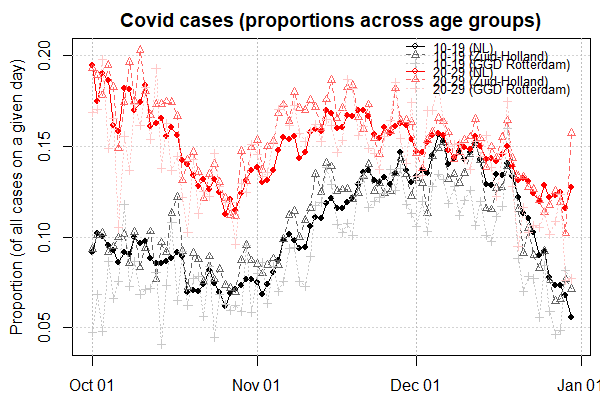 Covid cases (proportions across age groups)
10-19 (NL)
10-19 (Zuid-Holland)
10-19 (GGD Rotterdam)
20-29 (NL)
20-29 (Zuid-Holland)
20-29 (GGD Rotterdam)
Proportion (of all cases on a given day)
0.20
0.15
0.10
0.05
Oct 01
Nov 01
Dec 01
Jan 01